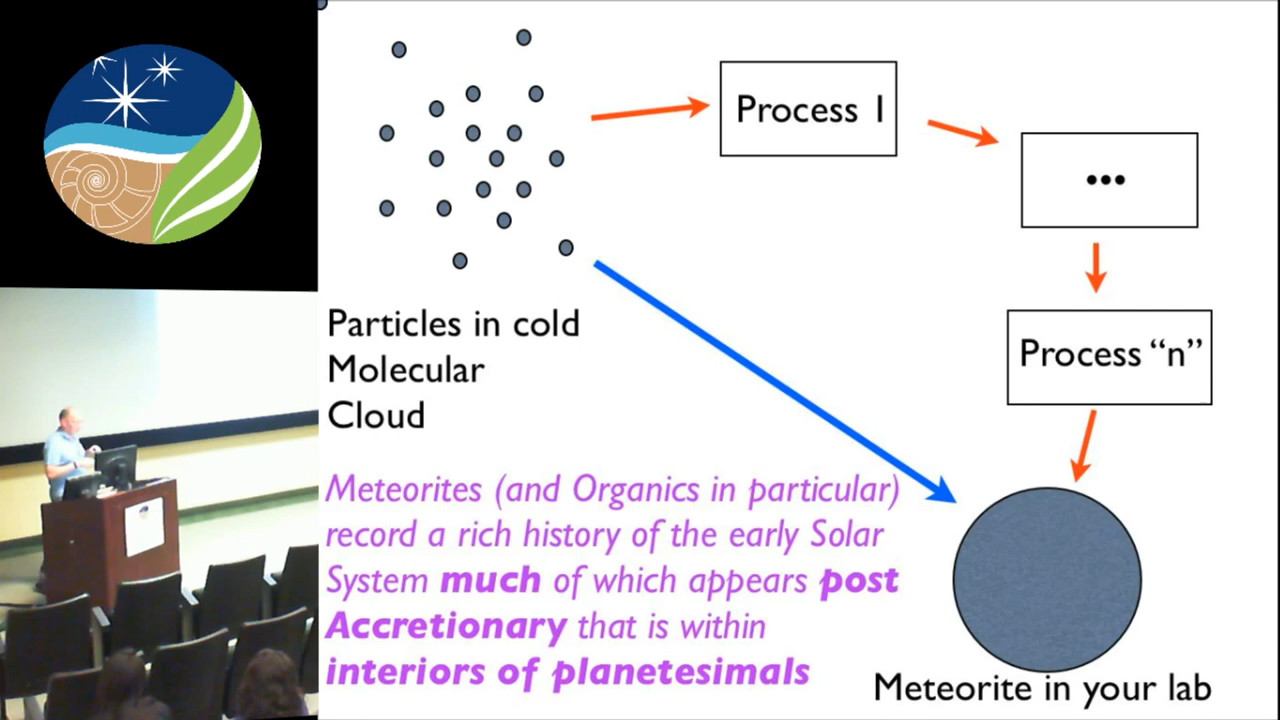 Process 1
•••
Process “n”
Particles in cold
Molecular
Cloud
Meteorites (and Organics in particular)
record a rich history of the early Solar
System much of which appears post
Accretionary that is within
interiors of planetesimals
Meteorite in your lab